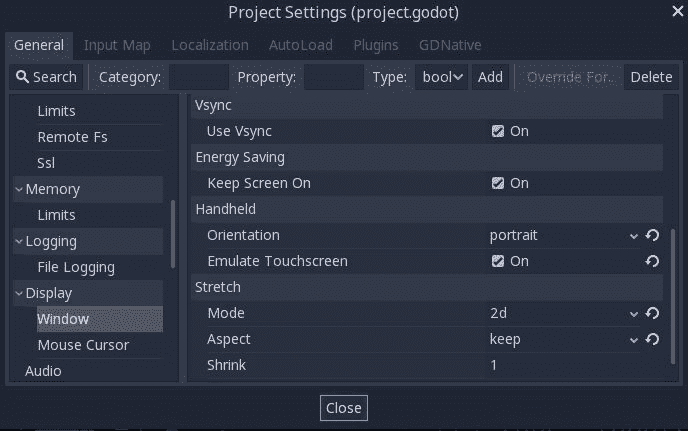 Project Settings (project.godot)
General Input Map Localization AutoLoad Plugins GDNative
Search Category: Property: Type: bool Add Override For.. Delete
Limits
Remote Fs
Ssl
Memory
Limits
Logging
File Logging
Display
Window
Mouse Cursor
Audio
Vsync
Use Vsync On
Energy Saving
Keep Screen On On
Handheld
Orientation portrait
Emulate Touchscreen On
Stretch
Mode 2d
Aspect keep
Shrink 1
Close